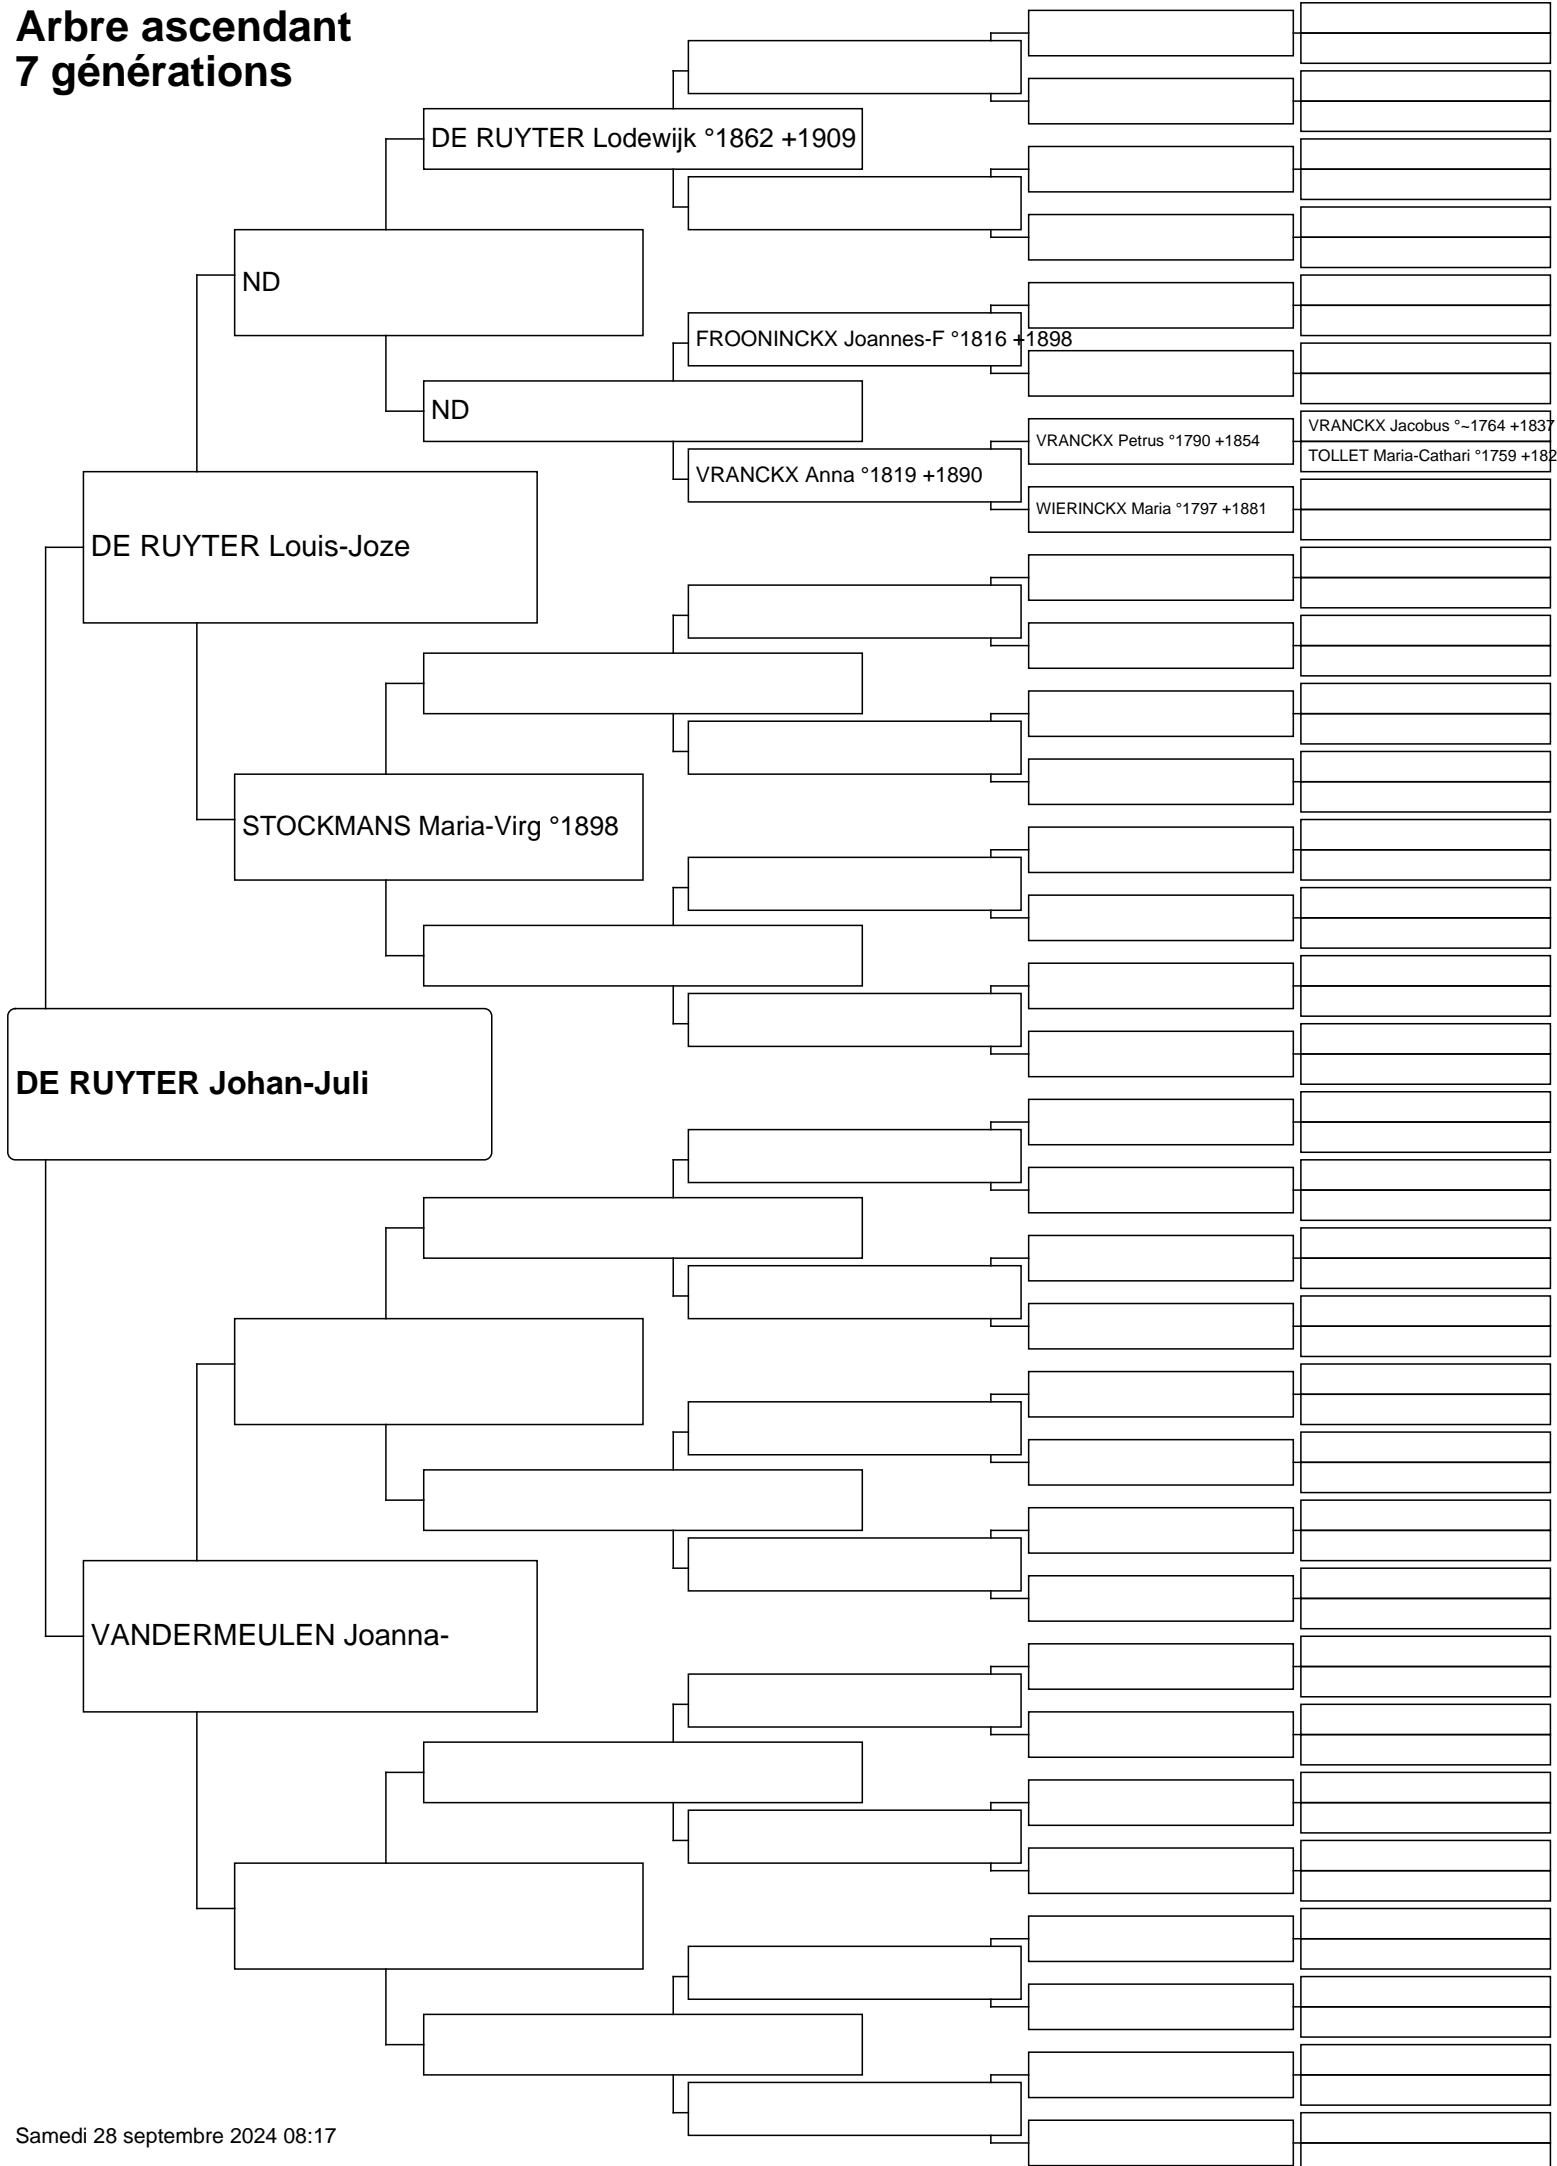 Arbre ascendant
7 générations
DE RUYTER Lodewijk °1862 +1909
ND
FROONINCKX Joannes-F °1816 +1898
ND
VRANCKX Jacobus °~1764 +1837
VRANCKX Petrus °1790 +1854
TOLLET Maria-Cathari °1759 +182
VRANCKX Anna °1819 +1890
WIERINCKX Maria °1797 +1881
DE RUYTER Louis-Joze
STOCKMANS Maria-Virg °1898
DE RUYTER Johan-Juli
VANDERMEULEN Joanna-
Samedi 28 septembre 2024 08:17